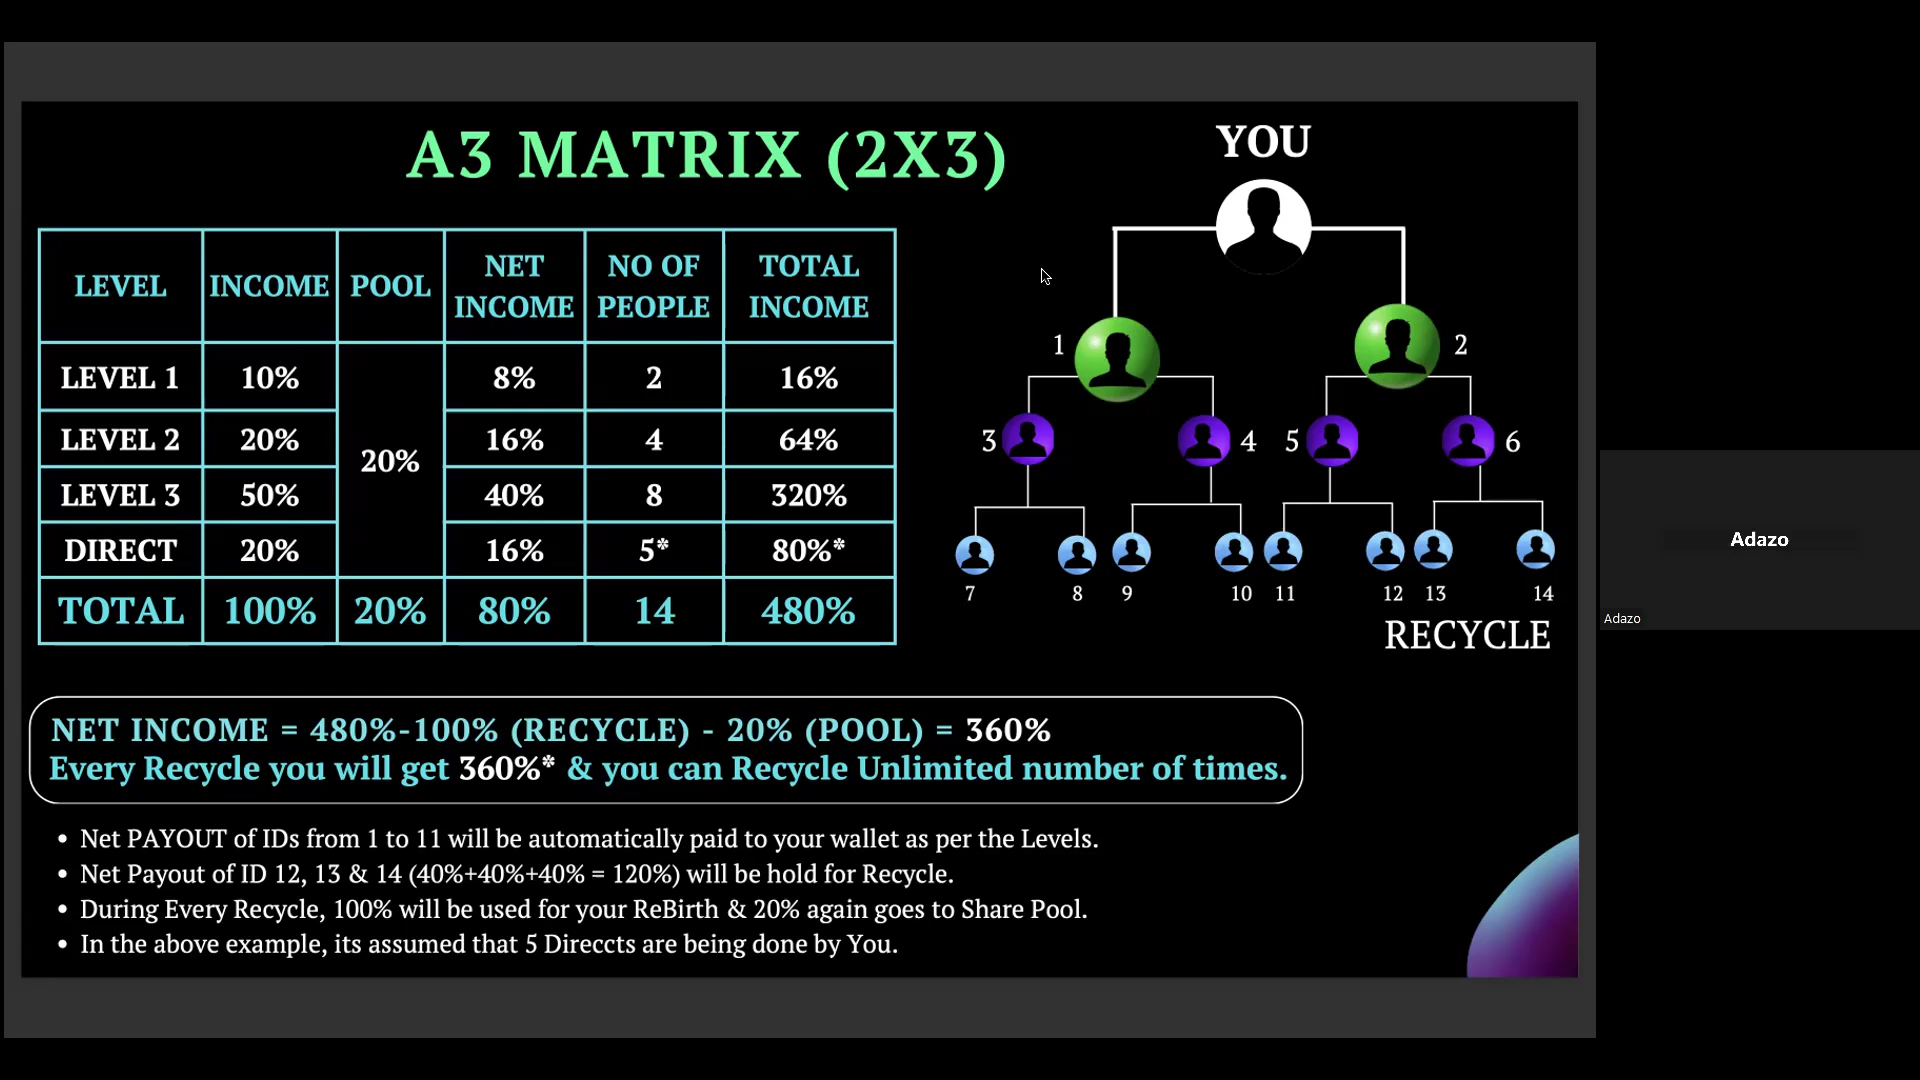 A3 MATRIX (2X3)
YOU
LEVEL INCOME POOL NET INCOME NO OF PEOPLE TOTAL INCOME
LEVEL 1 10% 8% 2 16%
LEVEL 2 20% 16% 4 64%
20%
LEVEL 3 50% 40% 8 320%
DIRECT 20% 16% 5* 80%*
TOTAL 100% 20% 80% 14 480%
1 2
3 4 5 6
7 8 9 10 11 12 13 14
RECYCLE
NET INCOME = 480%-100% (RECYCLE) - 20% (POOL) = 360%
Every Recycle you will get 360%* & you can Recycle Unlimited number of times.
• Net PAYOUT of IDs from 1 to 11 will be automatically paid to your wallet as per the Levels.
• Net Payout of ID 12, 13 & 14 (40%+40%+40% = 120%) will be hold for Recycle.
• During Every Recycle, 100% will be used for your ReBirth & 20% again goes to Share Pool.
• In the above example, its assumed that 5 Direccts are being done by You.
Adazo
Adazo